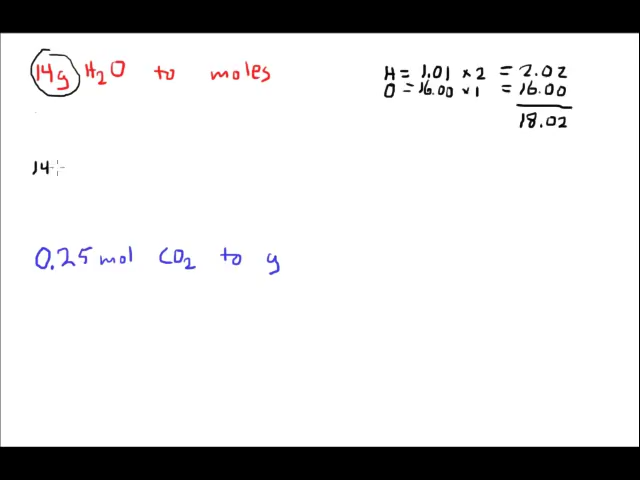 14g H₂O to moles
H = 1.01 × 2 = 2.02
O = 16.00 × 1 = 16.00
18.02
14
0.25 mol CO₂ to g